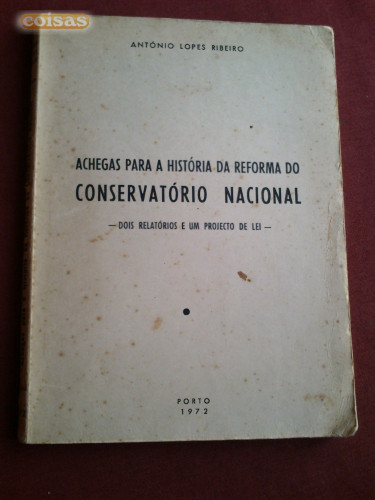 coisas
ANTÓNIO LOPES RIBEIRO
ACHEGAS PARA A HISTÓRIA DA REFORMA DO
CONSERVATÓRIO NACIONAL
— DOIS RELATÓRIOS E UM PROJECTO DE LEI —
PORTO
1972